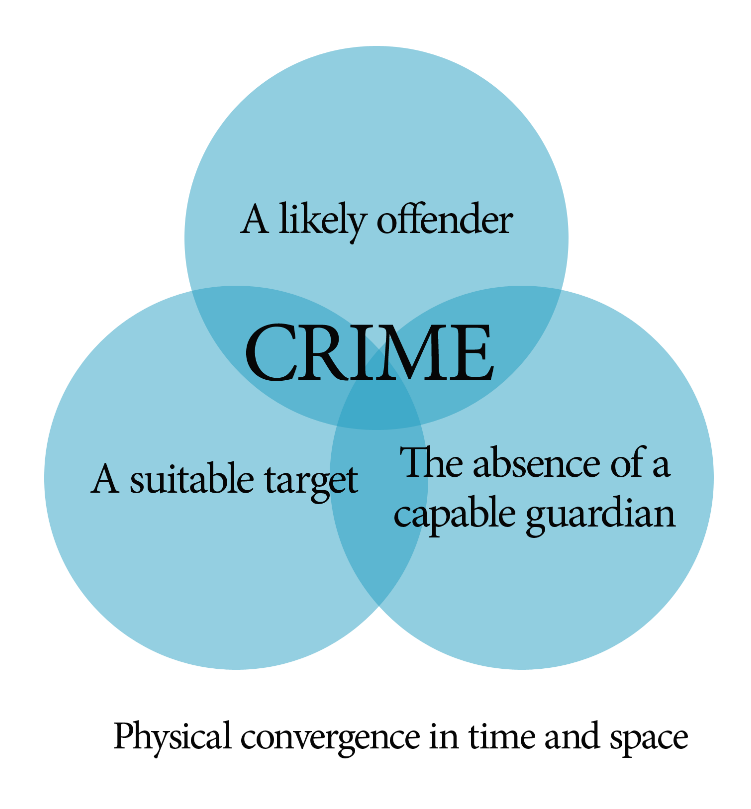 A likely offender
CRIME
A suitable target
The absence of a
capable guardian
Physical convergence in time and space